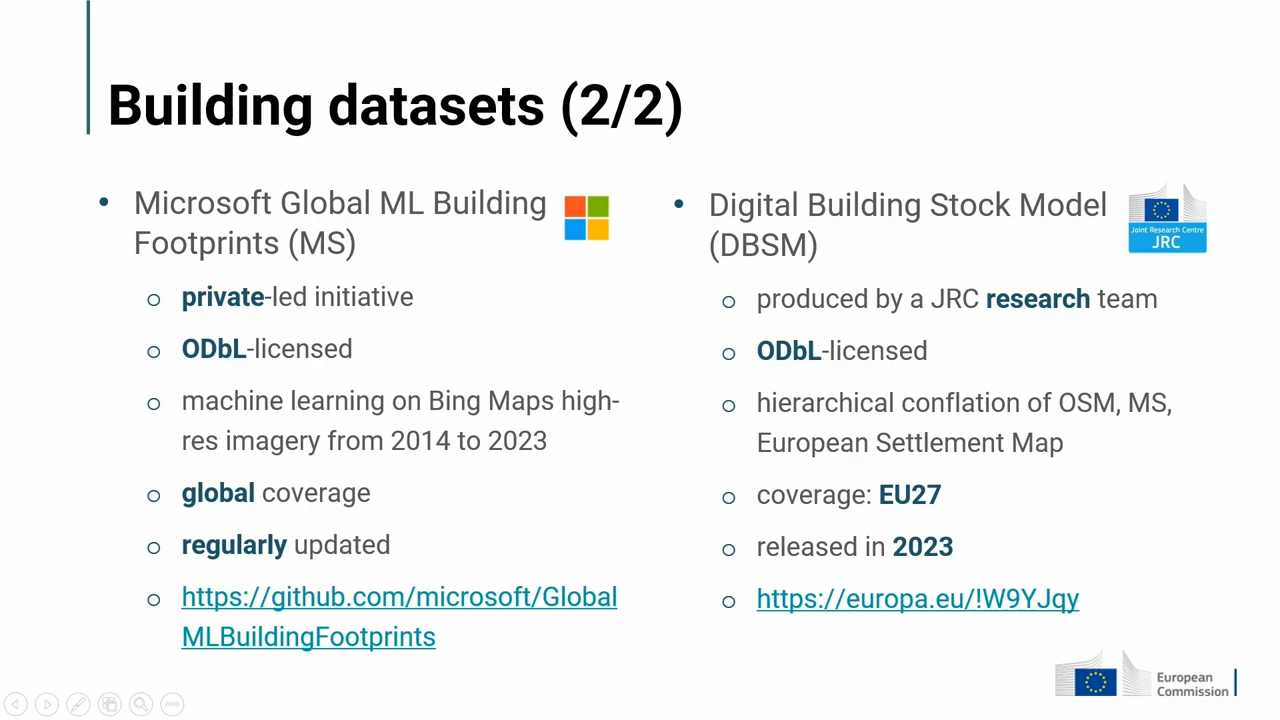 Building datasets (2/2)
• Microsoft Global ML Building
Footprints (MS)
o private-led initiative
o ODbL-licensed
o machine learning on Bing Maps high-
res imagery from 2014 to 2023
o global coverage
o regularly updated
o https://github.com/microsoft/Global
MLBuildingFootprints
• Digital Building Stock Model
(DBSM)
Joint Research Centre
JRC
o produced by a JRC research team
o ODbL-licensed
o hierarchical conflation of OSM, MS,
European Settlement Map
o coverage: EU27
o released in 2023
o https://europa.eu/!W9YJqy
European
Commission